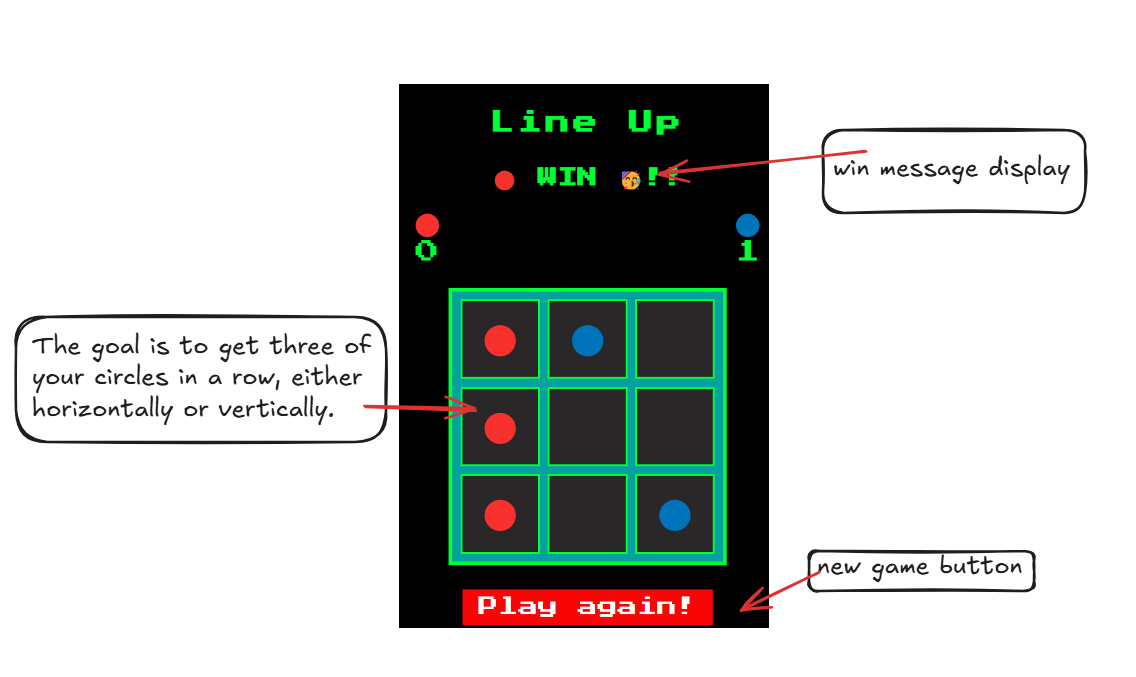 Line Up
WIN 🥳!!
win message display
0
1
The goal is to get three of
your circles in a row, either
horizontally or vertically.
new game button
Play again!